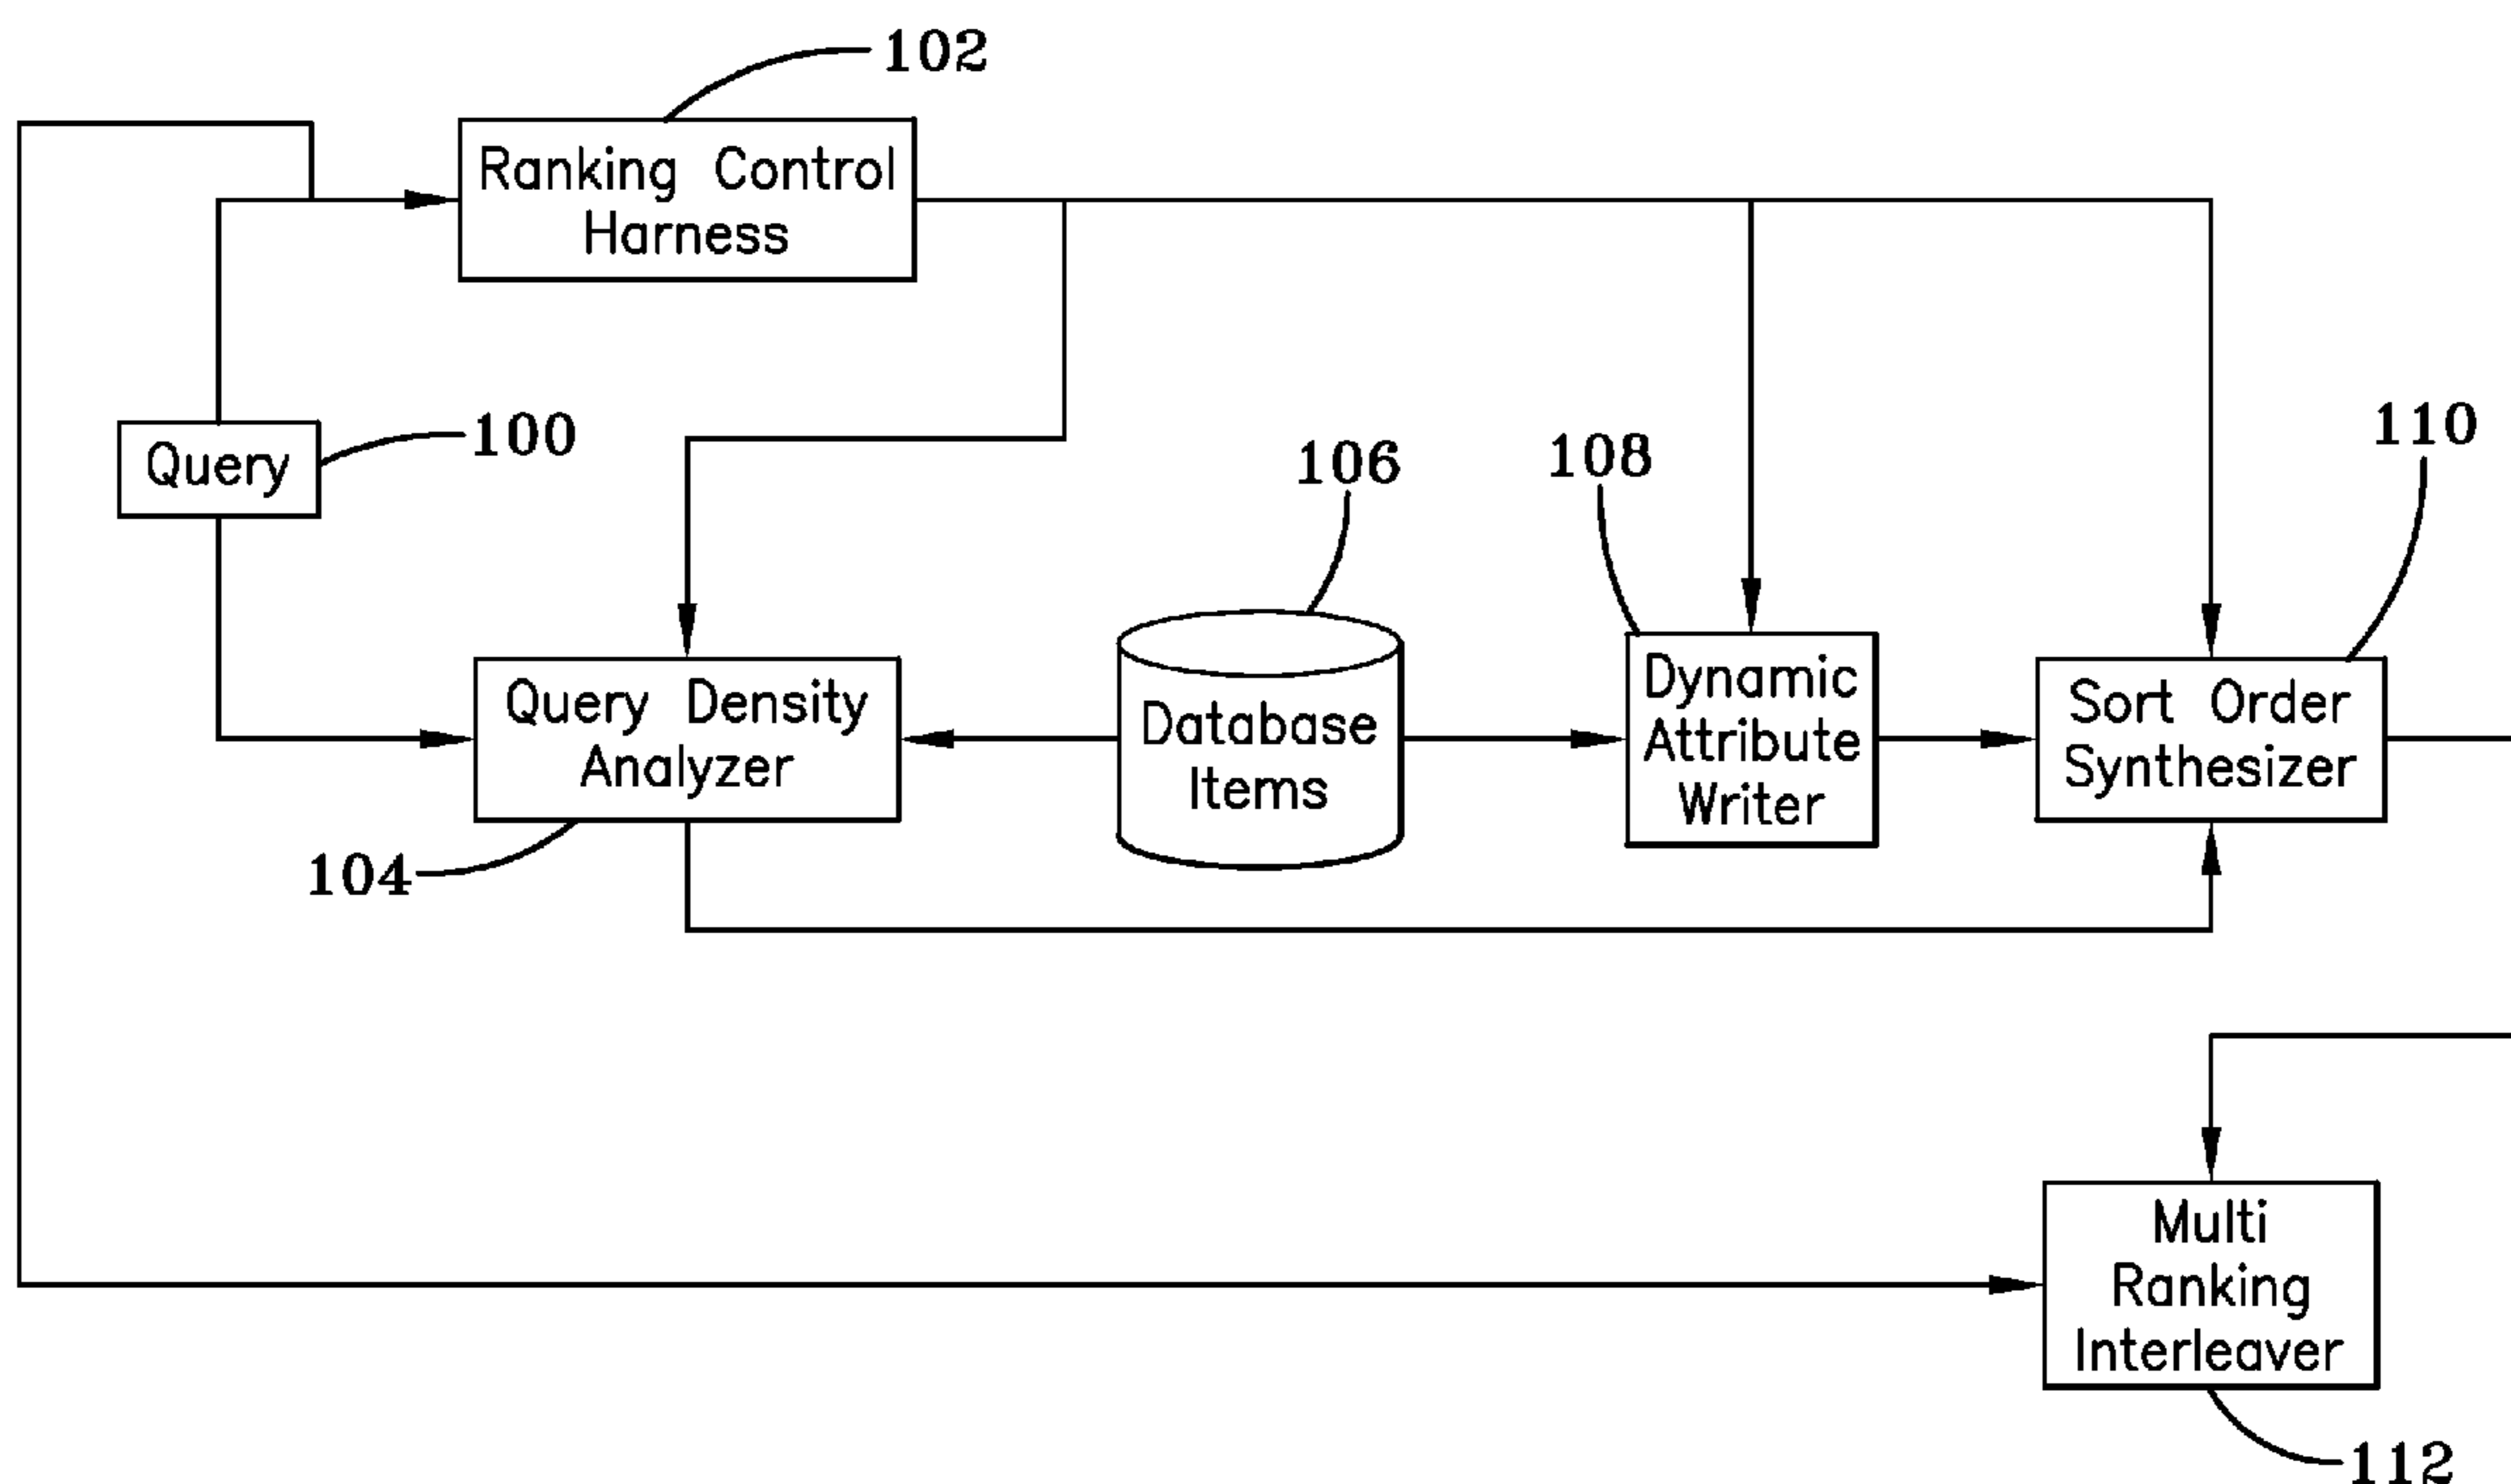 102
Ranking Control
Harness
Query
100
106
108
110
Query Density
Analyzer
104
Database
Items
Dynamic
Attribute
Writer
Sort Order
Synthesizer
Multi
Ranking
Interleaver
112